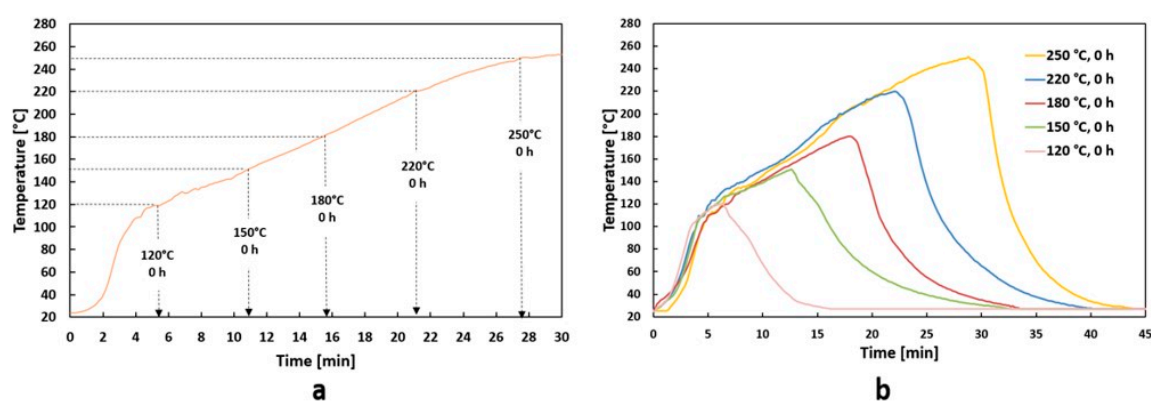 280
260
240
220
200
180
160
140
120
100
80
60
40
20
Temperature [°C]
120°C
0 h
150°C
0 h
180°C
0 h
220°C
0 h
250°C
0 h
0 2 4 6 8 10 12 14 16 18 20 22 24 26 28 30
Time [min]
a
280
260
240
220
200
180
160
140
120
100
80
60
40
20
Temperature [°C]
250 °C, 0 h
220 °C, 0 h
180 °C, 0 h
150 °C, 0 h
120 °C, 0 h
0 5 10 15 20 25 30 35 40 45
Time [min]
b